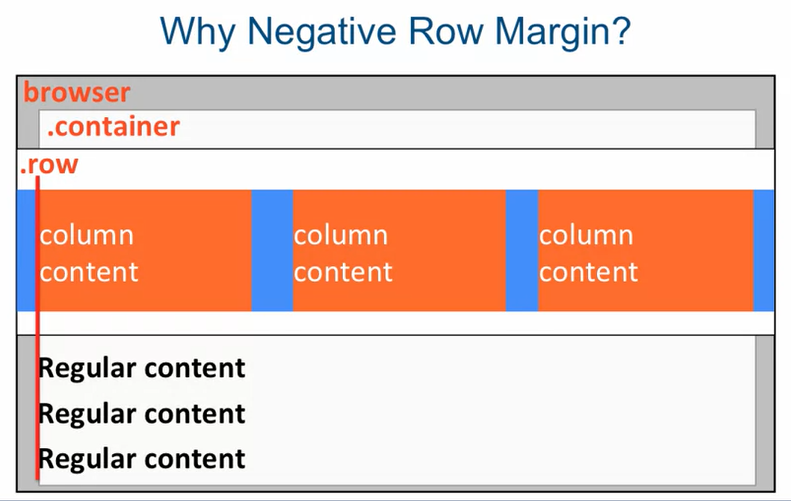 Why Negative Row Margin?
browser
.container
.row
column column column
content content content
Regular content
Regular content
Regular content